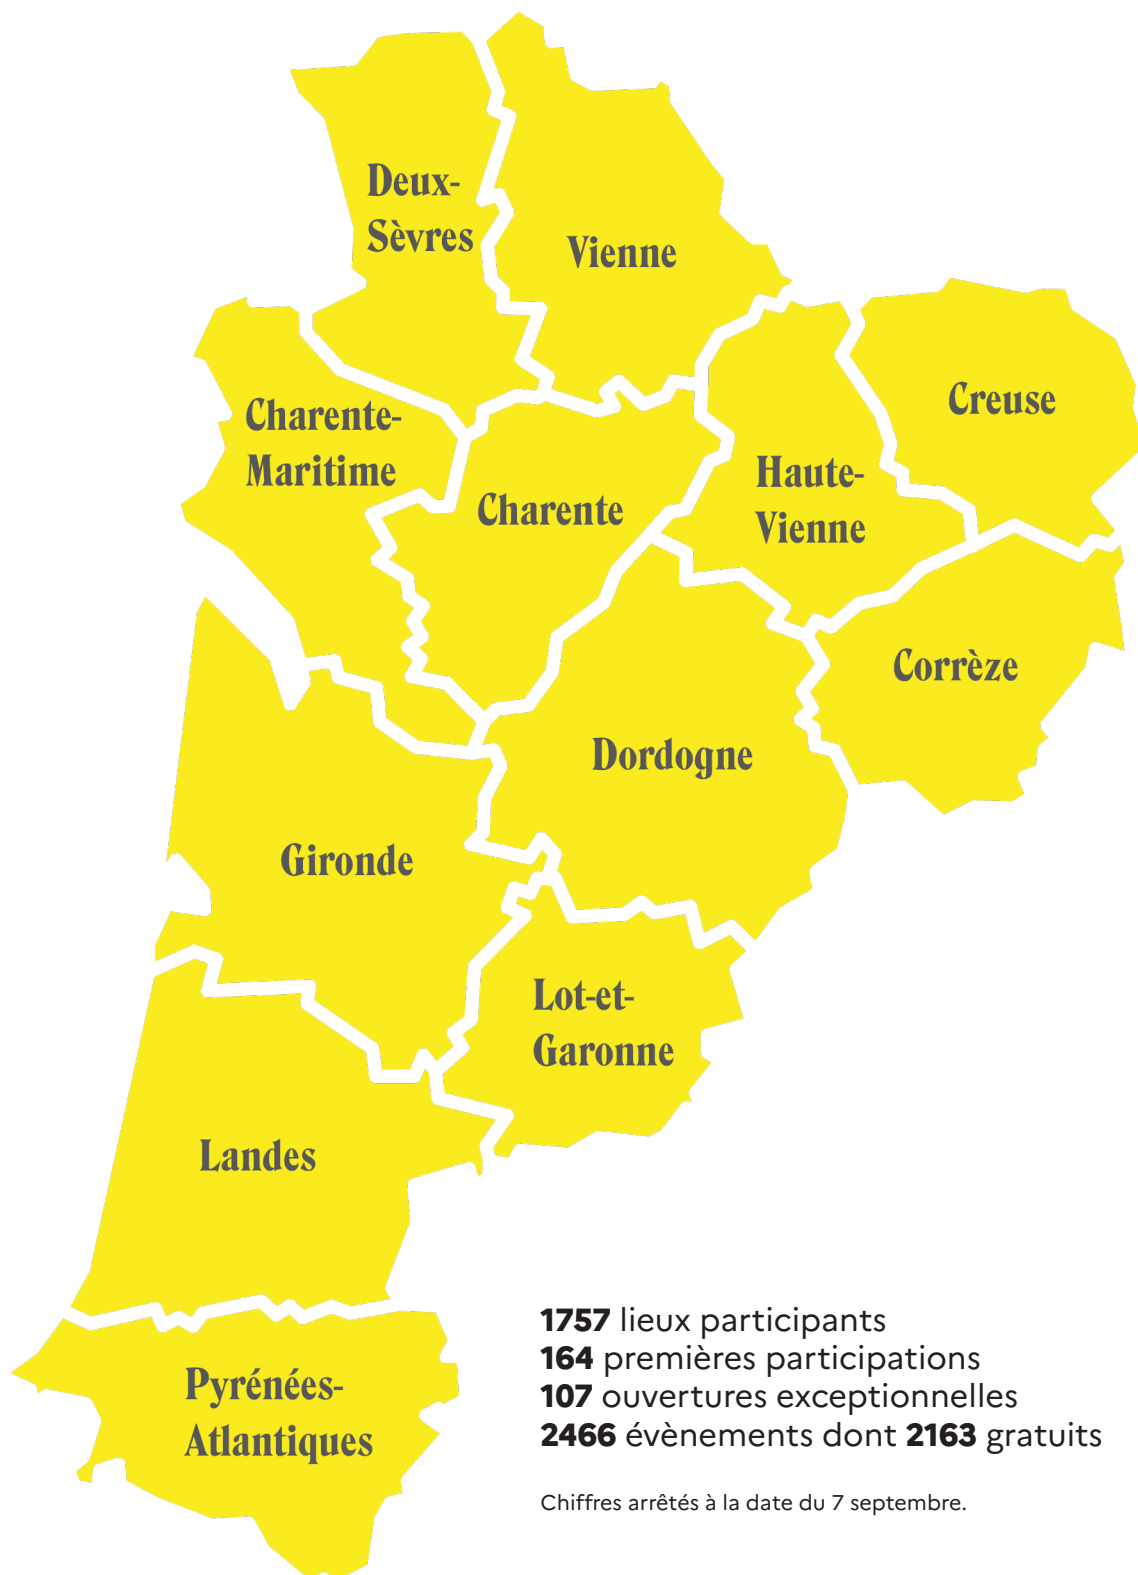 Deux-
Sèvres
Vienne
Creuse
Charente-
Maritime
Haute-
Vienne
Charente
Corrèze
Dordogne
Gironde
Lot-et-
Garonne
Landes
Pyrénées-
Atlantiques
1757 lieux participants
164 premières participations
107 ouvertures exceptionnelles
2466 évènements dont 2163 gratuits
Chiffres arrêtés à la date du 7 septembre.